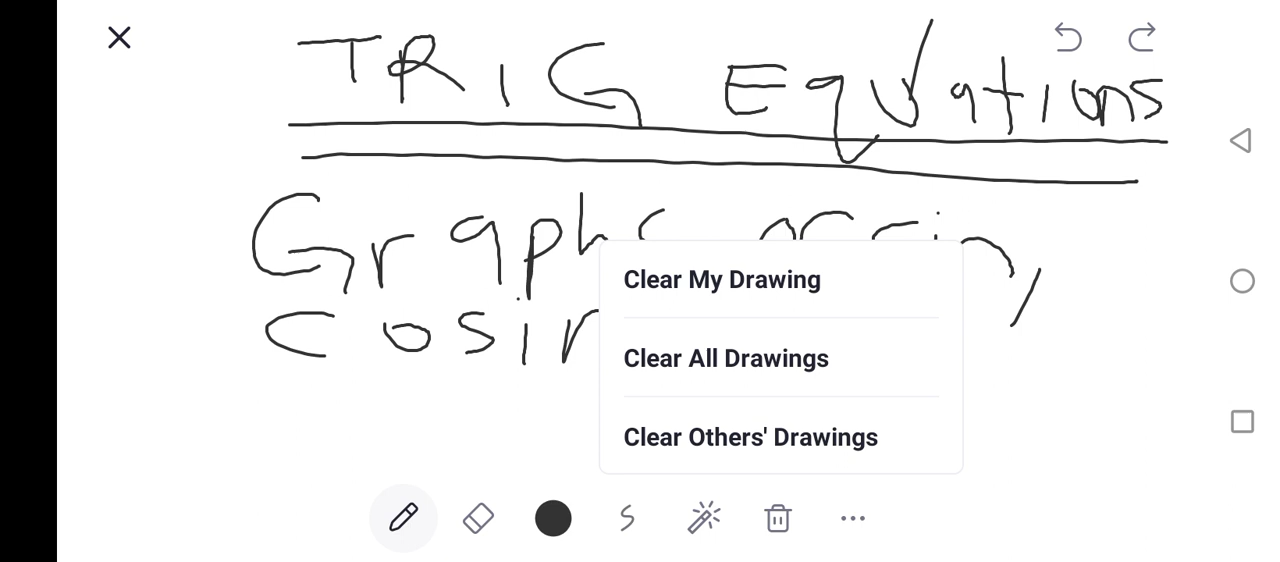 TRIG EqUations
Graphs
cosin
Clear My Drawing
Clear All Drawings
Clear Others' Drawings